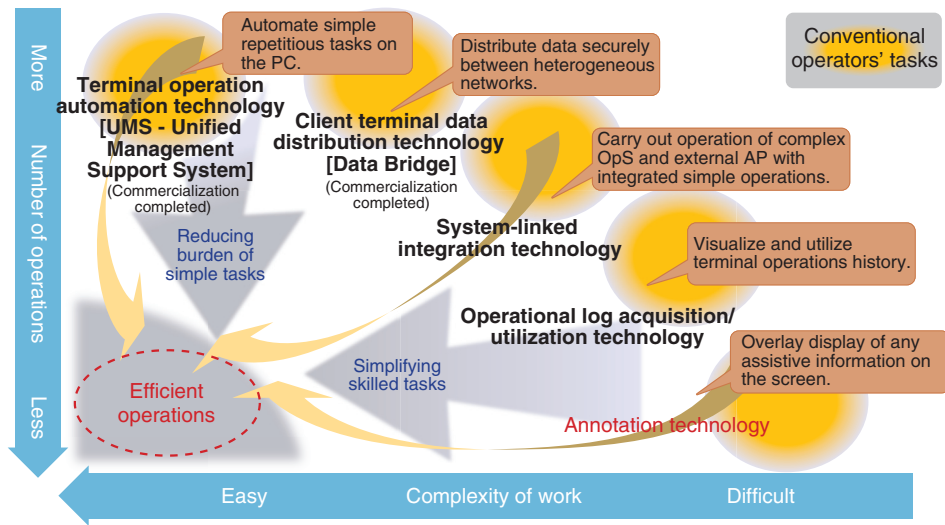 Automate simple
repetitious tasks on
the PC.
Distribute data securely
between heterogeneous
networks.
Conventional
operators' tasks
More
Number of operations
Less
Terminal operation
automation technology
[UMS - Unified
Management
Support System]
(Commercialization
completed)
Client terminal data
distribution technology
[Data Bridge]
(Commercialization
completed)
Carry out operation of complex
OpS and external AP with
integrated simple operations.
System-linked
integration technology
Reducing
burden of
simple tasks
Visualize and utilize
terminal operations history.
Operational log acquisition/
utilization technology
Simplifying
skilled tasks
Overlay display of any
assistive information on
the screen.
Efficient
operations
Annotation technology
Easy
Complexity of work
Difficult